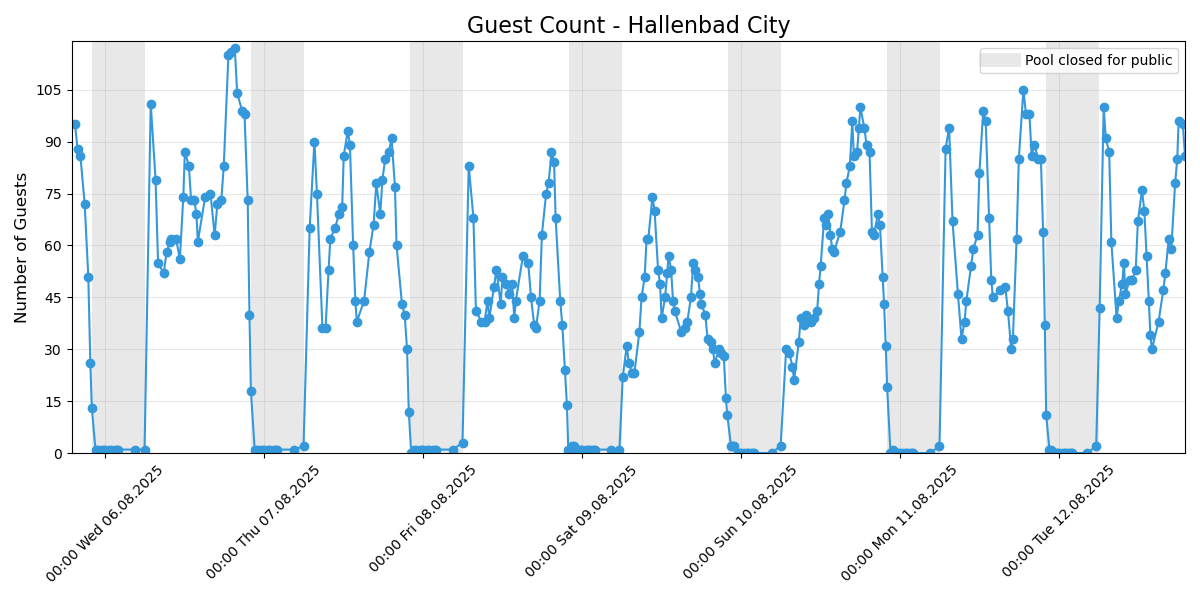 Guest Count - Hallenbad City
Pool closed for public
Number of Guests
105
90
75
60
45
30
15
0
00:00 Wed 06.08.2025
00:00 Thu 07.08.2025
00:00 Fri 08.08.2025
00:00 Sat 09.08.2025
00:00 Sun 10.08.2025
00:00 Mon 11.08.2025
00:00 Tue 12.08.2025